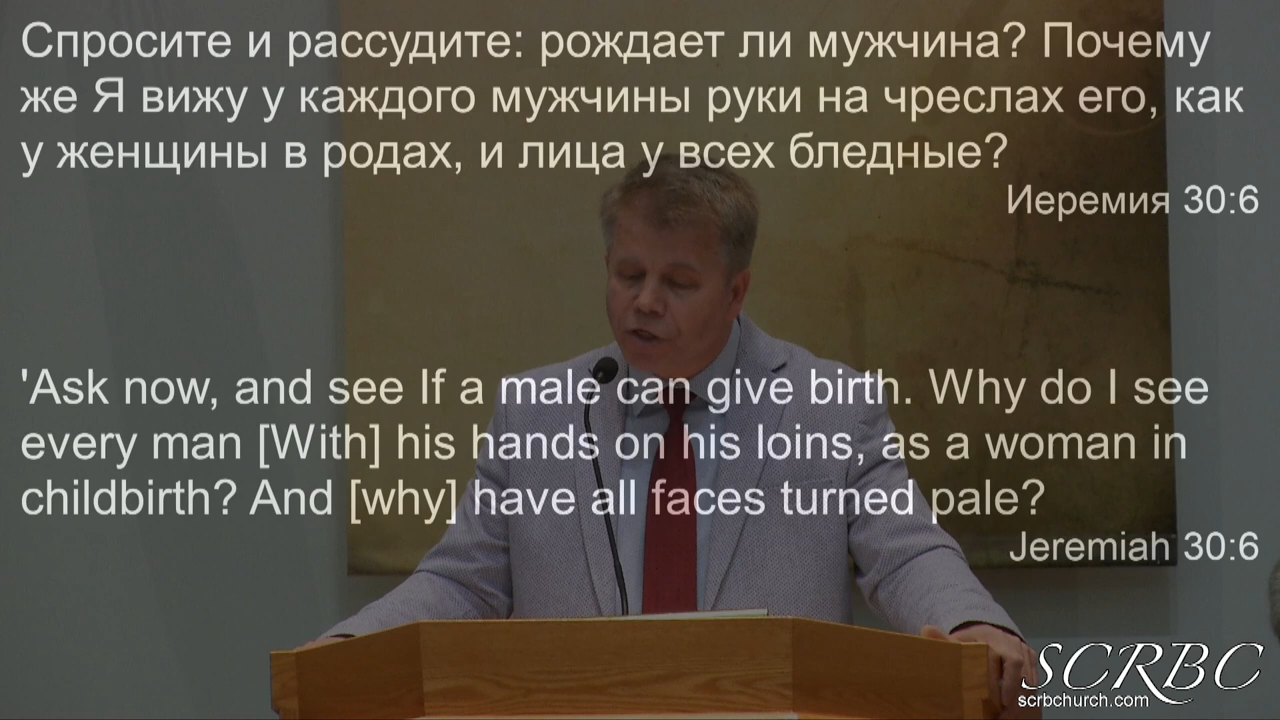 Спросите и рассудите: рождает ли мужчина? Почему
же Я вижу у каждого мужчины руки на чреслах его, как
у женщины в родах, и лица у всех бледные?
Иеремия 30:6
'Ask now, and see If a male can give birth. Why do I see
every man [With] his hands on his loins, as a woman in
childbirth? And [why] have all faces turned pale?
Jeremiah 30:6
SCRBC
scrbchurch.com